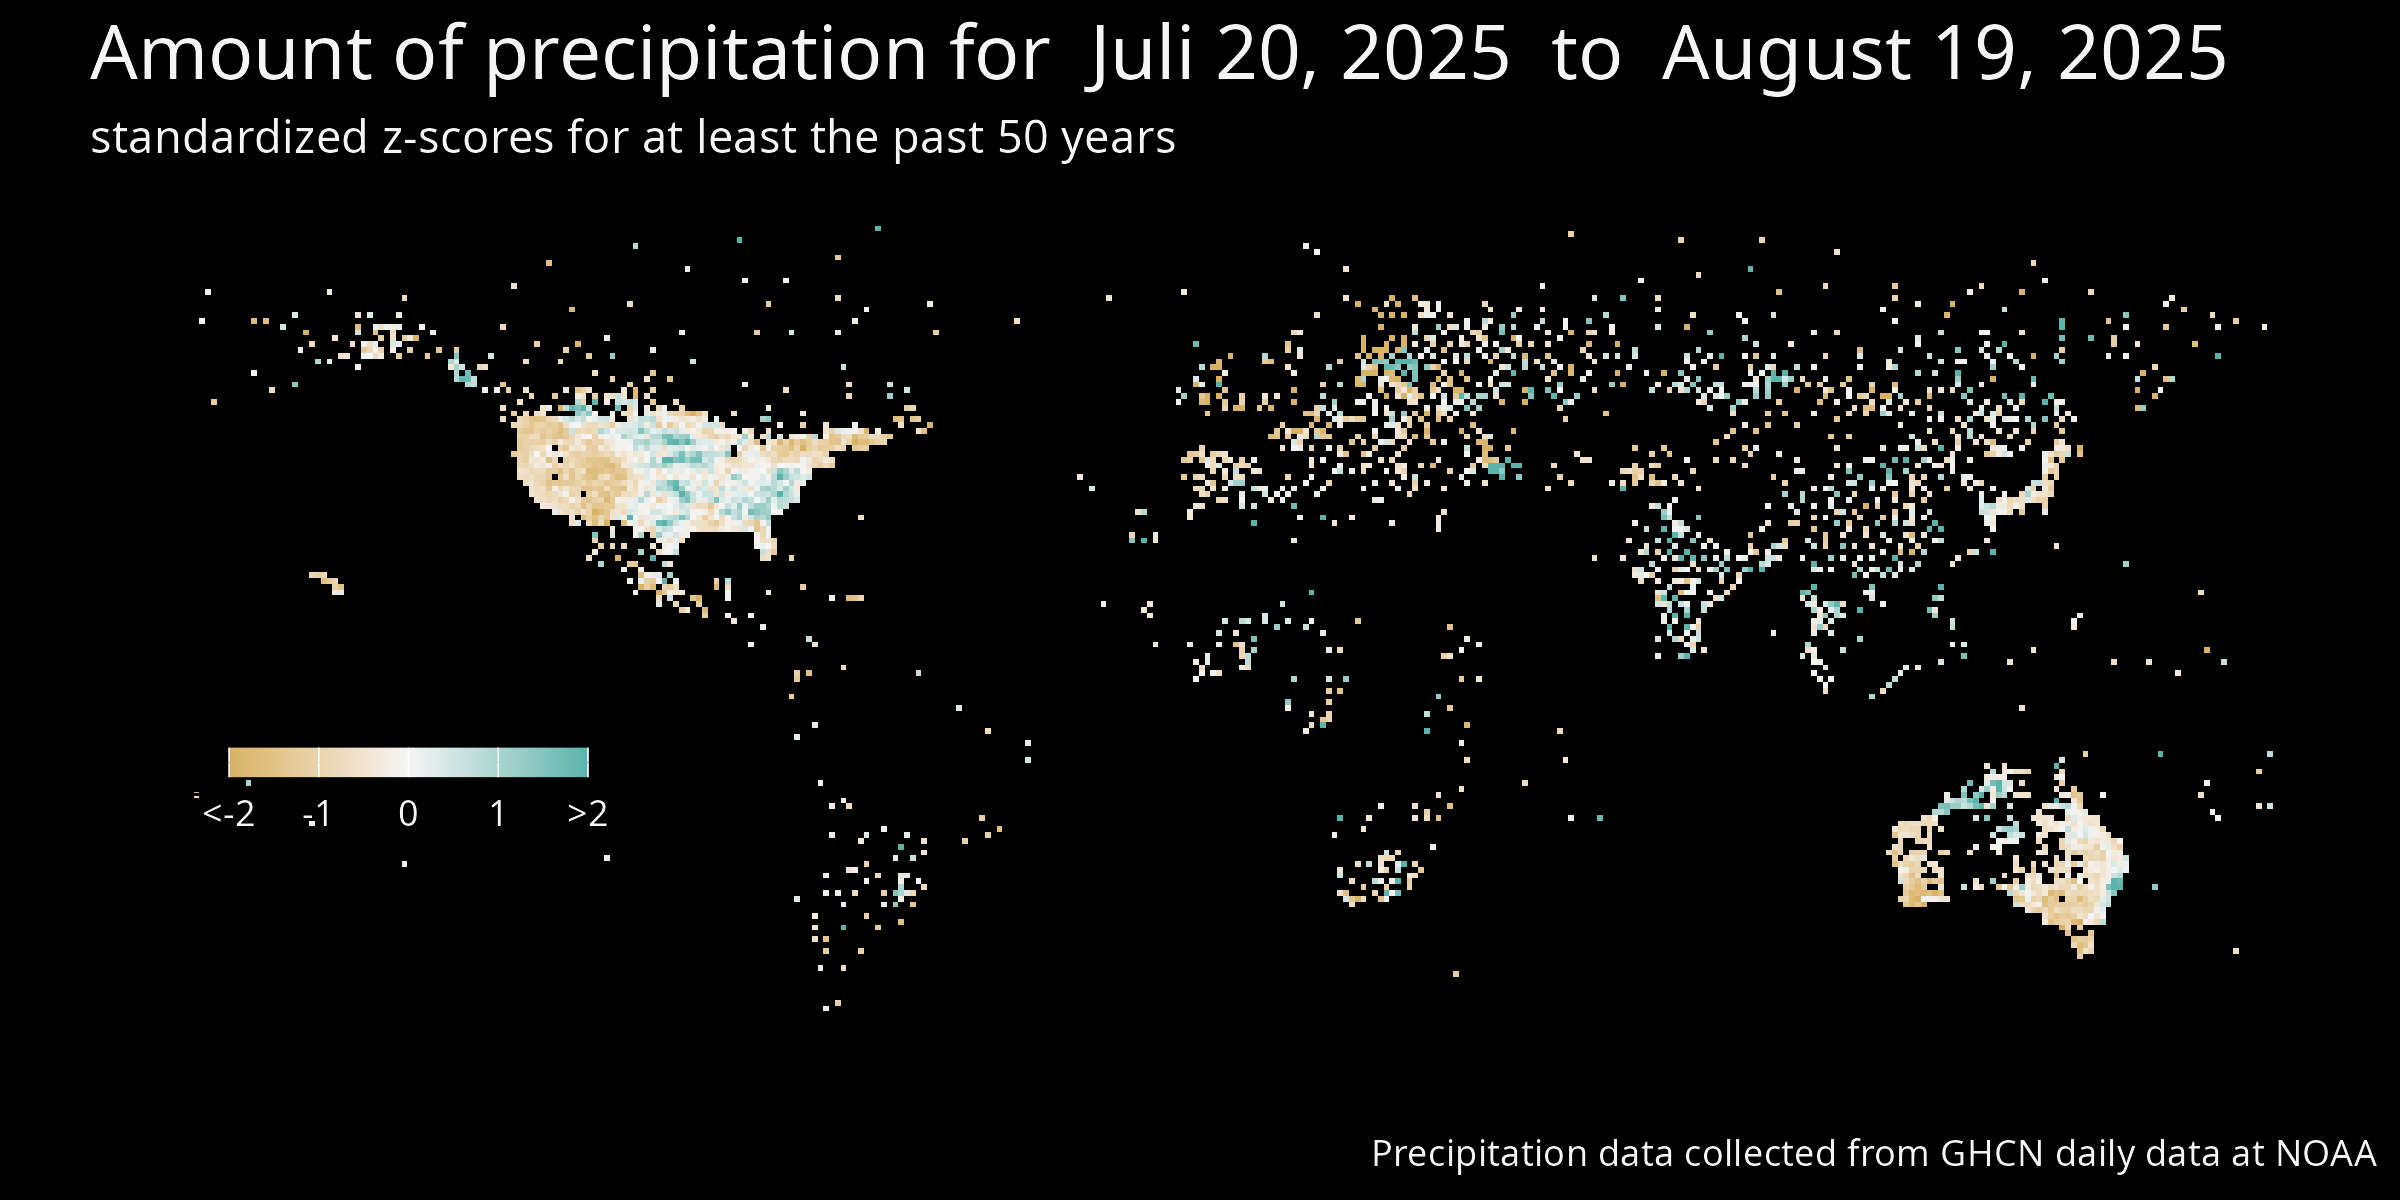 Amount of precipitation for Juli 20, 2025 to August 19, 2025
standardized z-scores for at least the past 50 years
<-2 -1 0 1 >2
Precipitation data collected from GHCN daily data at NOAA